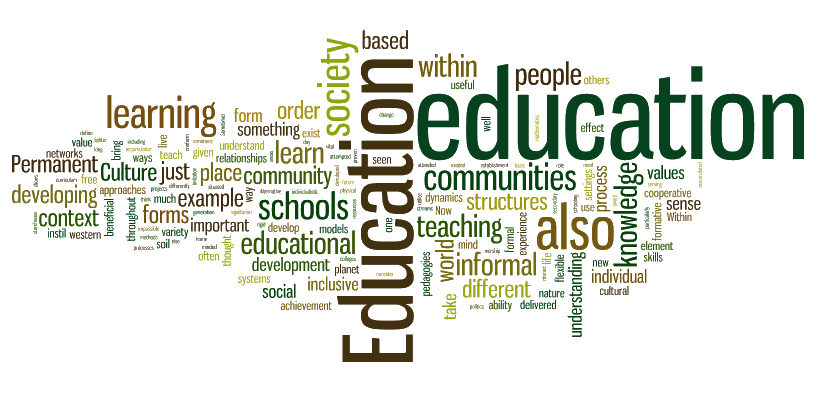 based
society
within
people
others
useful
Education
education
learning
form
order
something
exist
well
effect
change
mathematics
value
live
understand
networks
bring
teach
given
relationships
learn
seen
Permanent
ways
Culture
just
place
community
communities
knowledge
values
developing
approaches
free
much
example
way
schools
dynamics
structures
settings
process
cooperative
sense
context
forms
important
one
Now
use
formative
Within
instil
western
beneficial
throughout
variety
soil
develop
models
teaching
also
experience
educational
often
thought
development
planet
world
mind
informal
formal
element
skills
systems
social
inclusive
pedagogies
different
life
flexible
understanding
new
individual
nature
cultural
achievement
take
politics
ability
delivered